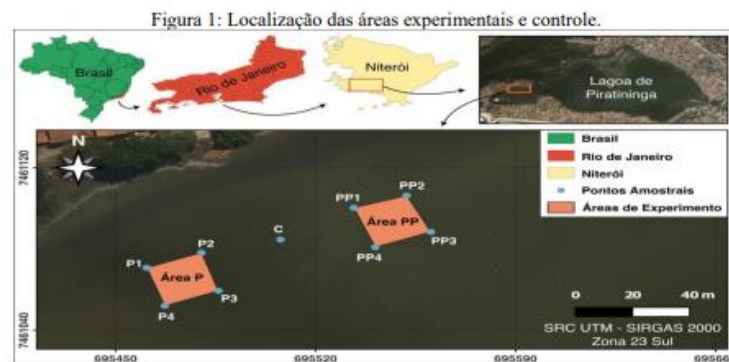 Figura 1: Localização das áreas experimentais e controle.
Brasil
Rio de Janeiro
Niterói
Lagoa de
Piratininga
N
7461120
7461040
Brasil
Rio de Janeiro
Niterói
Pontos Amostrais
Áreas de Experimento
PP1
PP2
Área PP
PP3
PP4
C
P1
P2
Área P
P3
P4
0 20 40 m
SRC UTM - SIRGAS 2000
Zona 23 Sul
695450 695520 695590